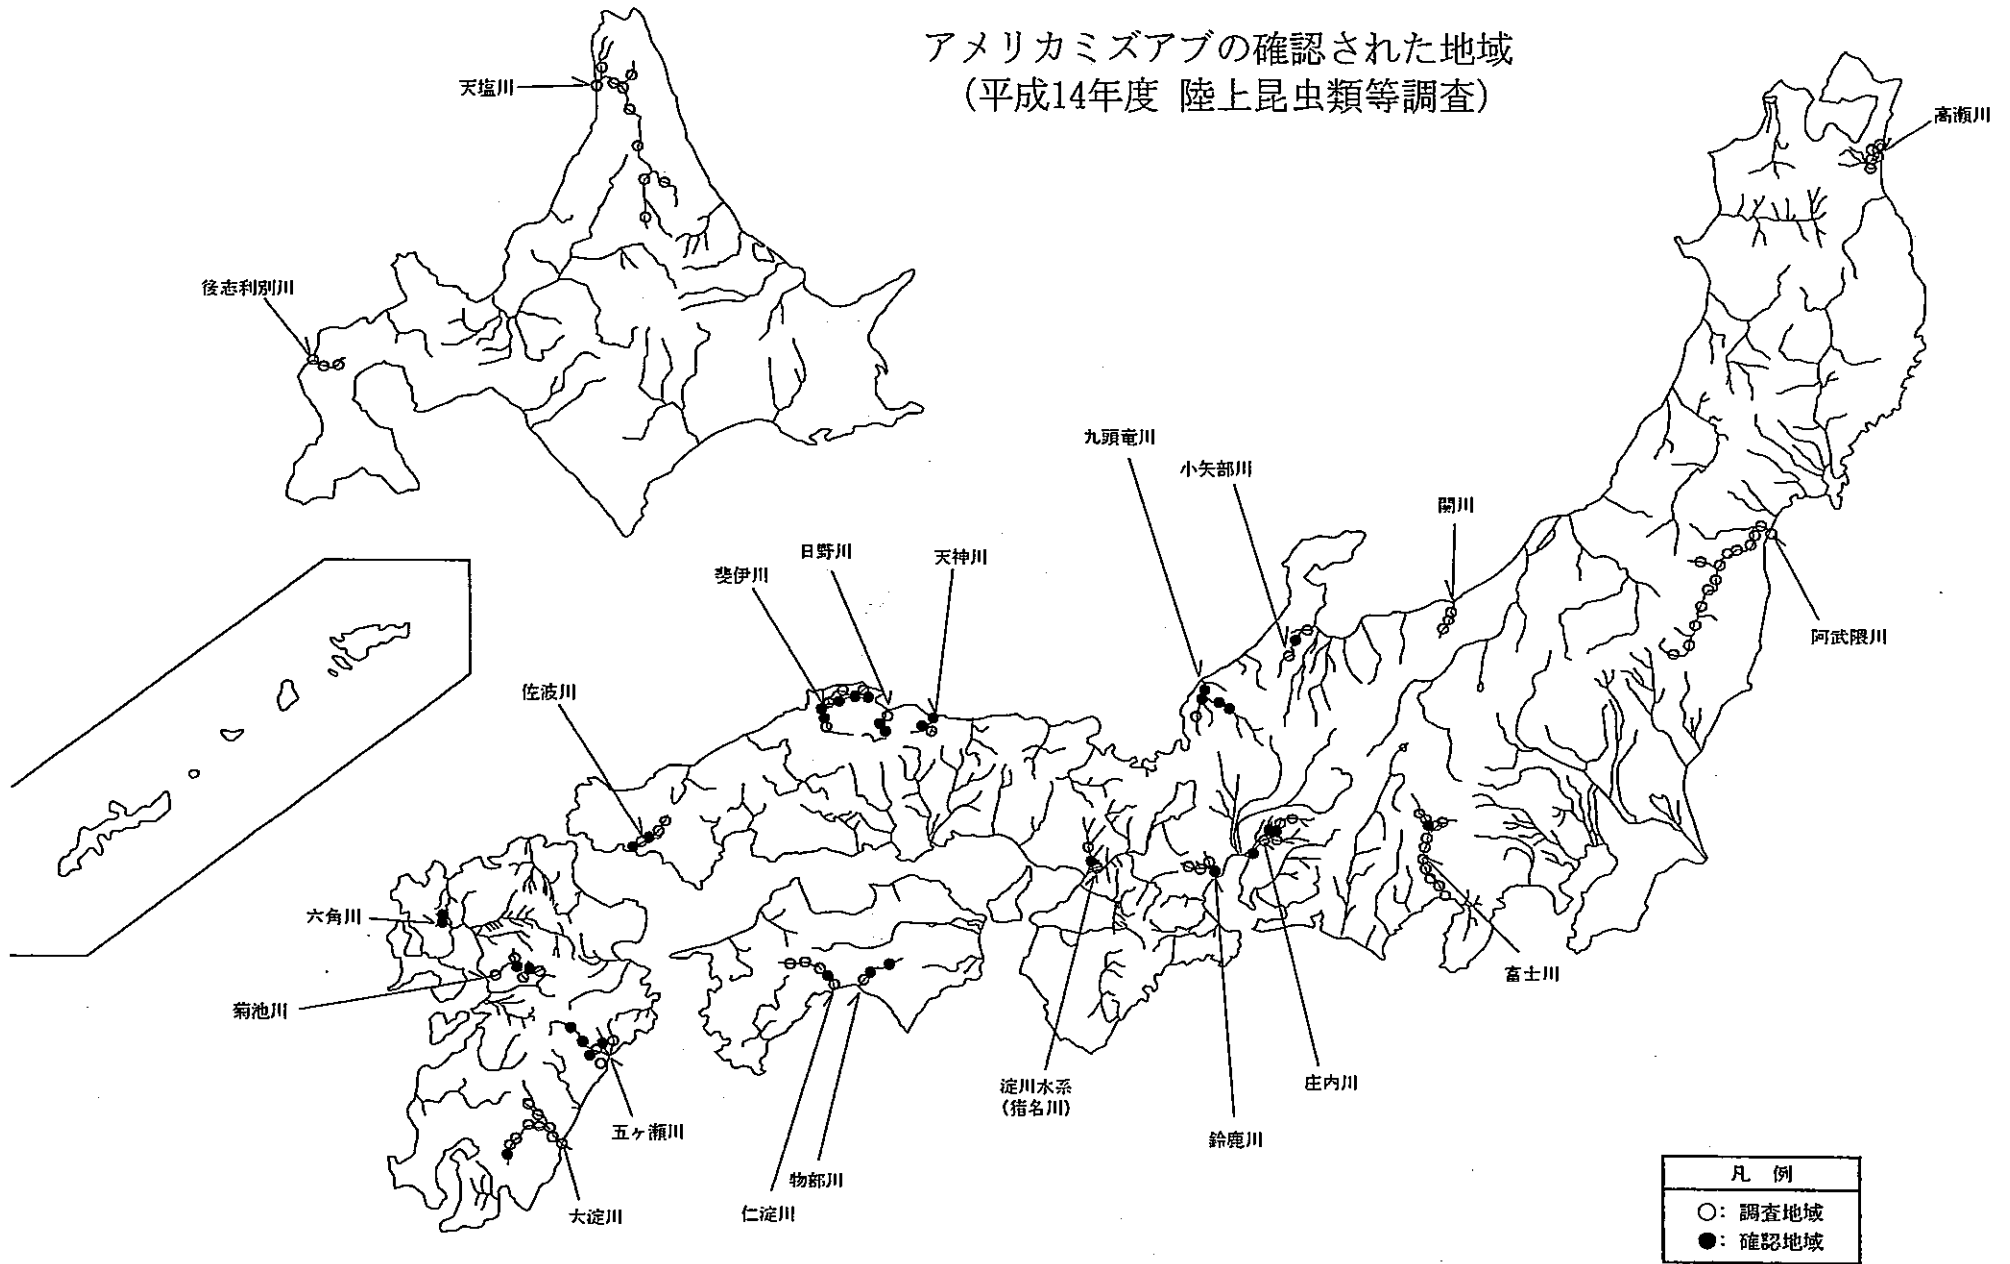 アメリカミズアブの確認された地域
(平成14年度 陸上昆虫類等調査)
天塩川
高瀬川
後志利別川
九頭竜川
小矢部川
関川
日野川
天神川
斐伊川
阿武隈川
佐波川
六角川
富士川
菊池川
庄内川
淀川水系
(猪名川)
五ヶ瀬川
鈴鹿川
物部川
仁淀川
大淀川
凡 例
○: 調査地域
●: 確認地域